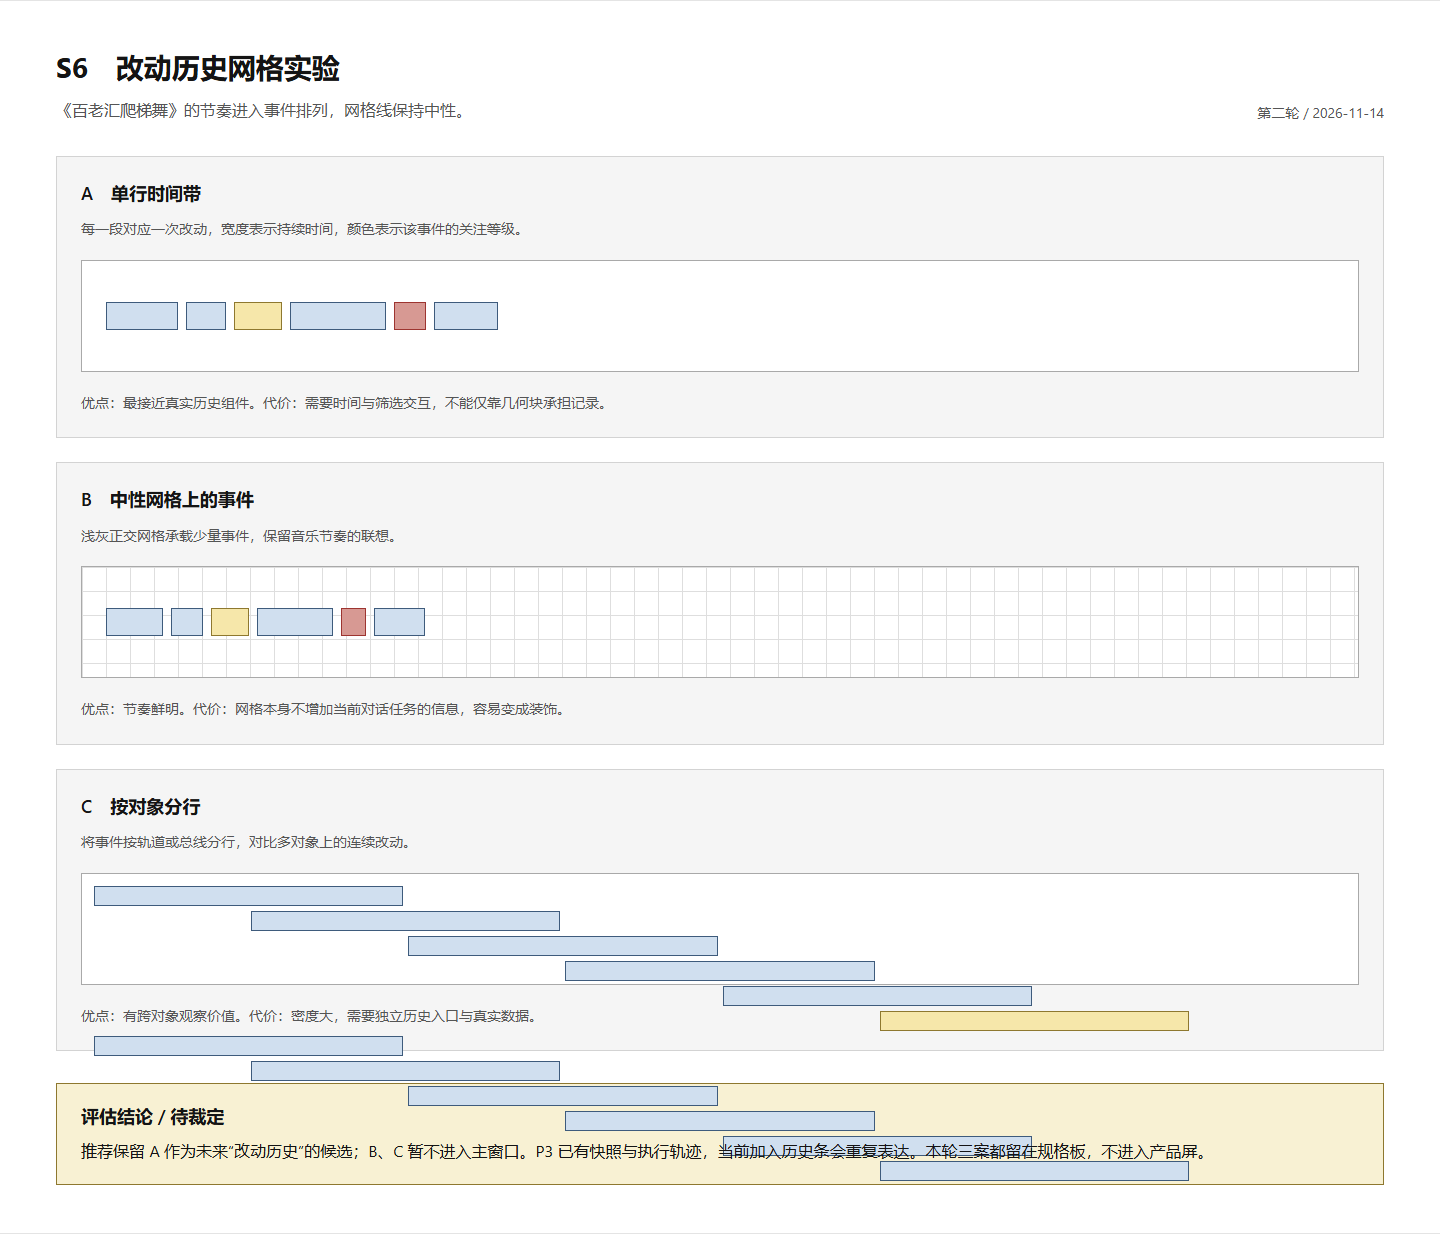 S6 改动历史网格实验
《百老汇爬梯舞》的节奏进入事件排列，网格线保持中性。
第二轮 / 2026-11-14
A 单行时间带
每一段对应一次改动，宽度表示持续时间，颜色表示该事件的关注等级。
优点：最接近真实历史组件。代价：需要时间与筛选交互，不能仅靠几何块承担记录。
B 中性网格上的事件
浅灰正交网格承载少量事件，保留音乐节奏的联想。
优点：节奏鲜明。代价：网格本身不增加当前对话任务的信息，容易变成装饰。
C 按对象分行
将事件按轨道或总线分行，对比多对象上的连续改动。
优点：有跨对象观察价值。代价：密度大，需要独立历史入口与真实数据。
评估结论 / 待裁定
推荐保留 A 作为未来“改动历史”的候选；B、C 暂不进入主窗口。P3 已有快照与执行轨迹，当前加入历史条会重复表达。本轮三案都留在规格板，不进入产品屏。